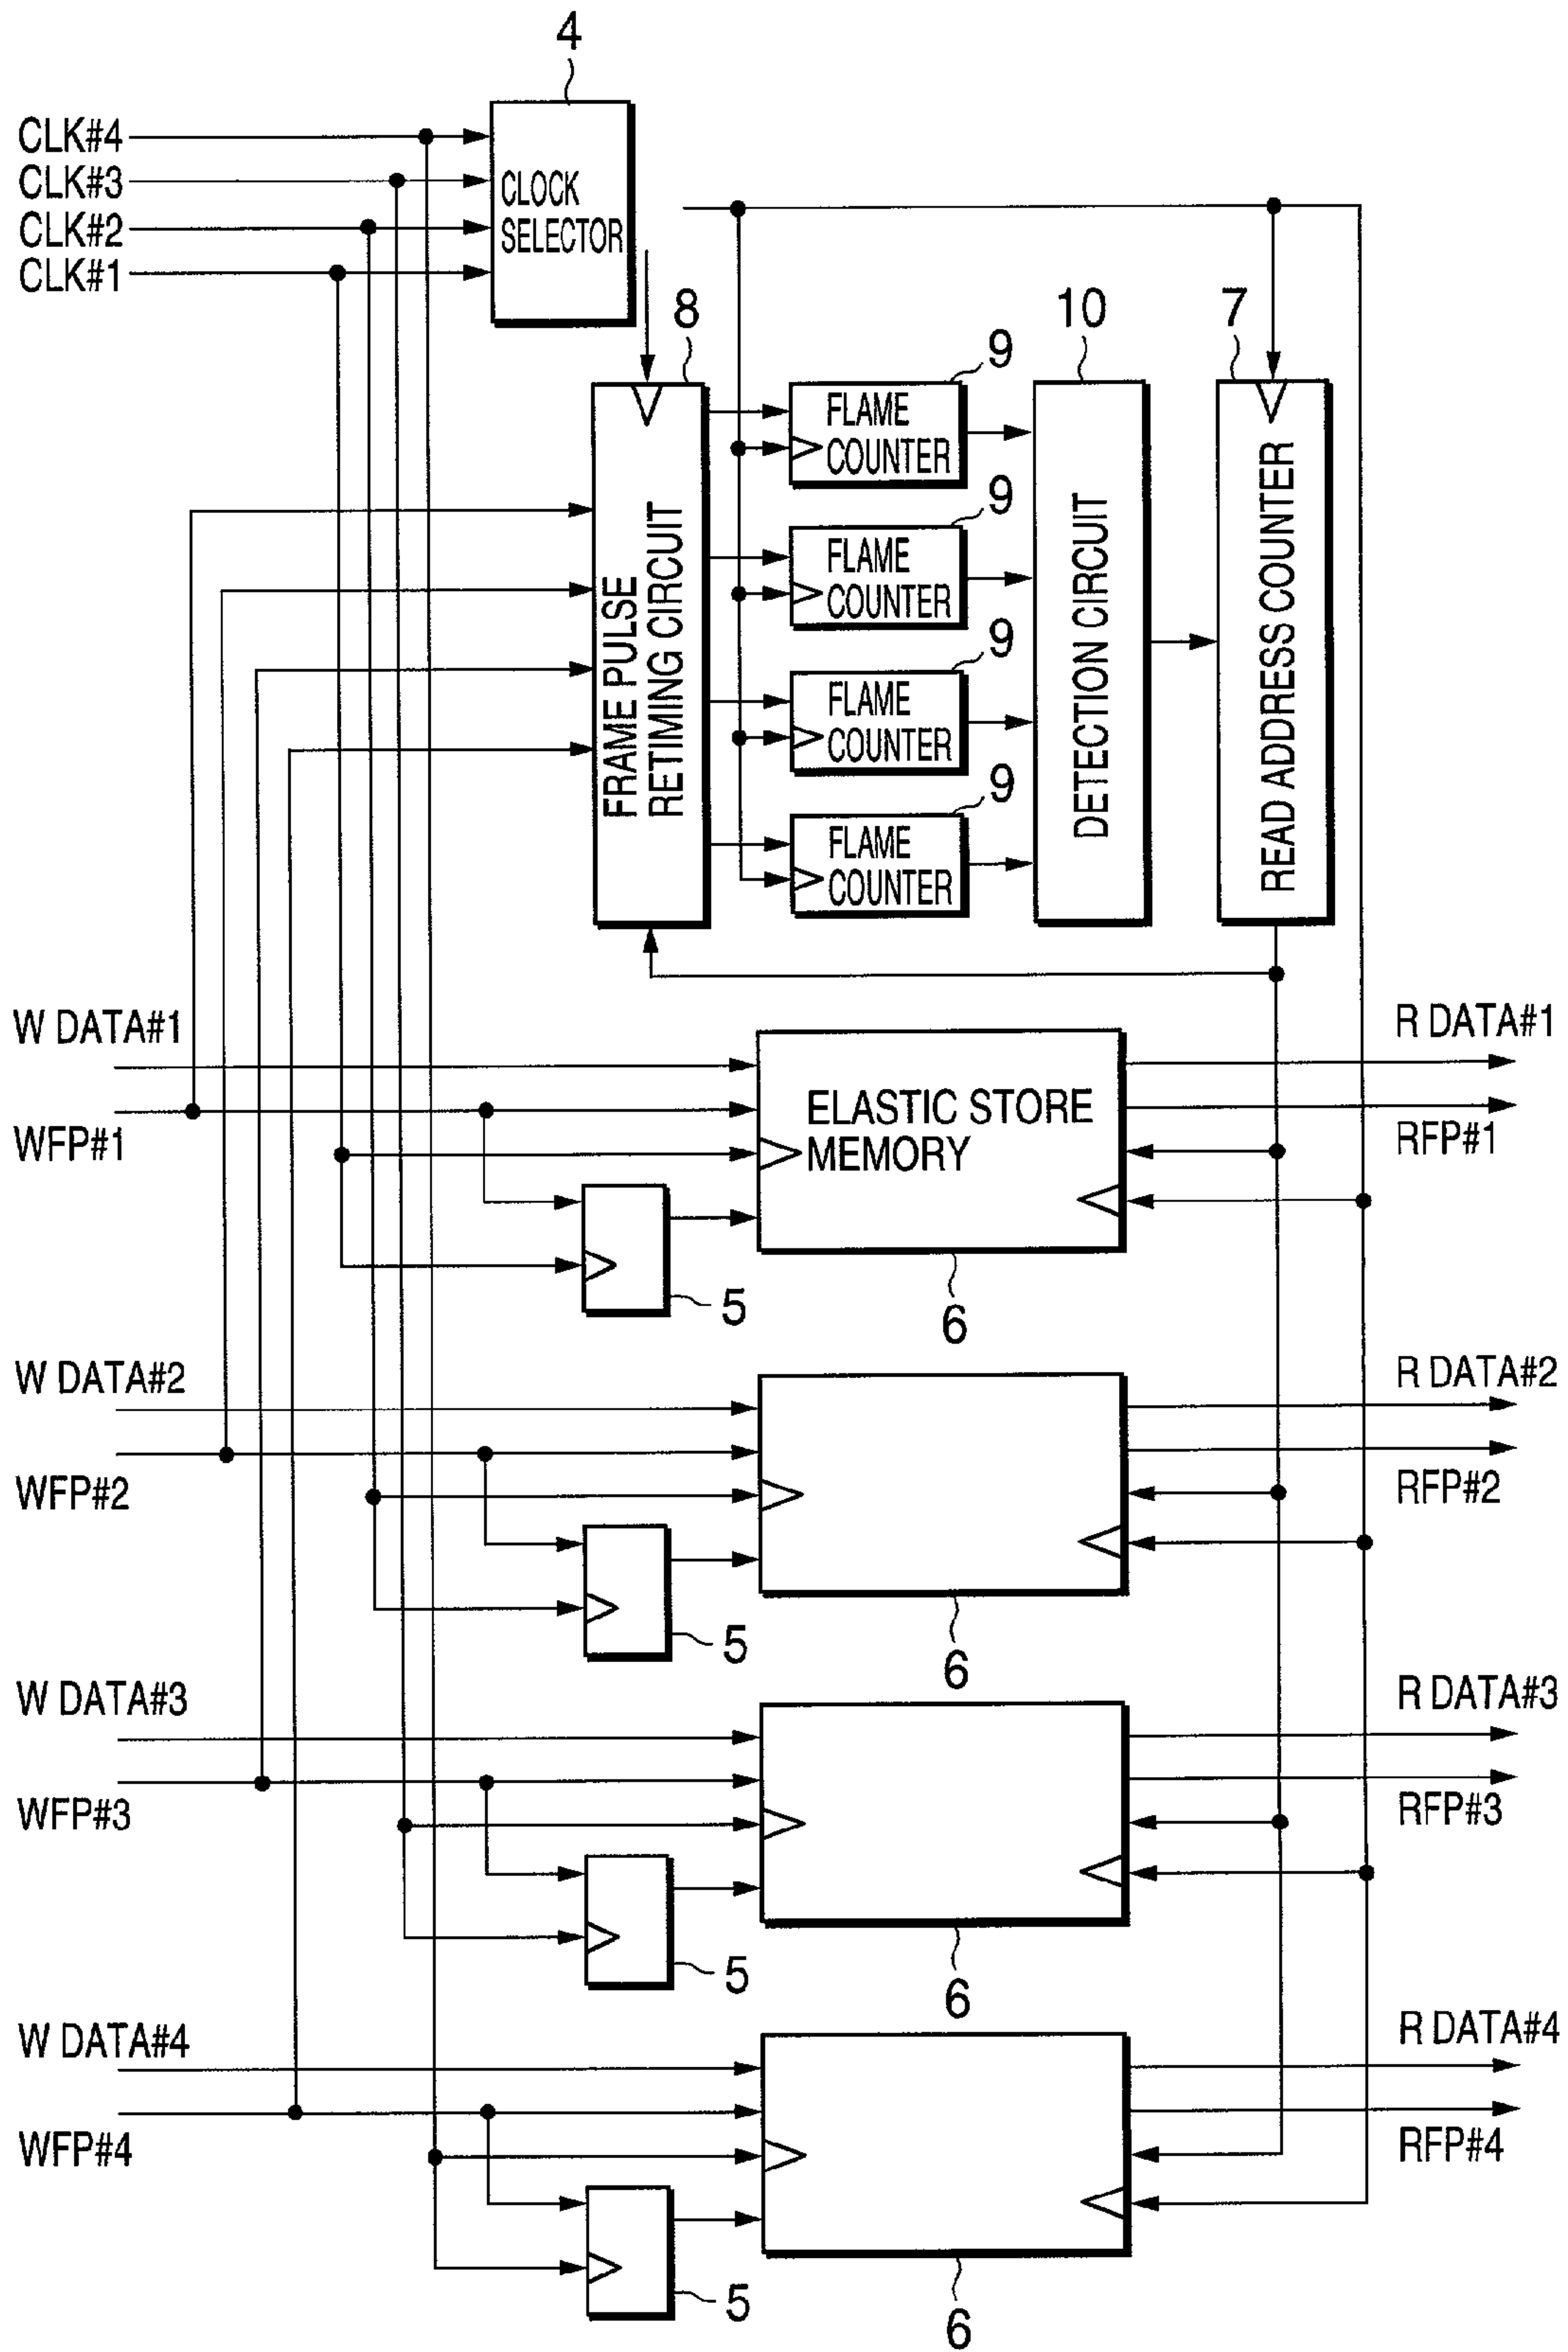 4
CLK#4
CLK#3
CLK#2
CLK#1
CLOCK
SELECTOR
8
9
10
7
FLAME
COUNTER
9
FLAME
COUNTER
9
FLAME
COUNTER
9
FLAME
COUNTER
FRAME PULSE
RETIMING CIRCUIT
DETECTION CIRCUIT
READ ADDRESS COUNTER
W DATA#1
R DATA#1
ELASTIC STORE
MEMORY
WFP#1
RFP#1
5
6
W DATA#2
R DATA#2
WFP#2
RFP#2
5
6
W DATA#3
R DATA#3
WFP#3
RFP#3
5
6
W DATA#4
R DATA#4
WFP#4
RFP#4
5
6